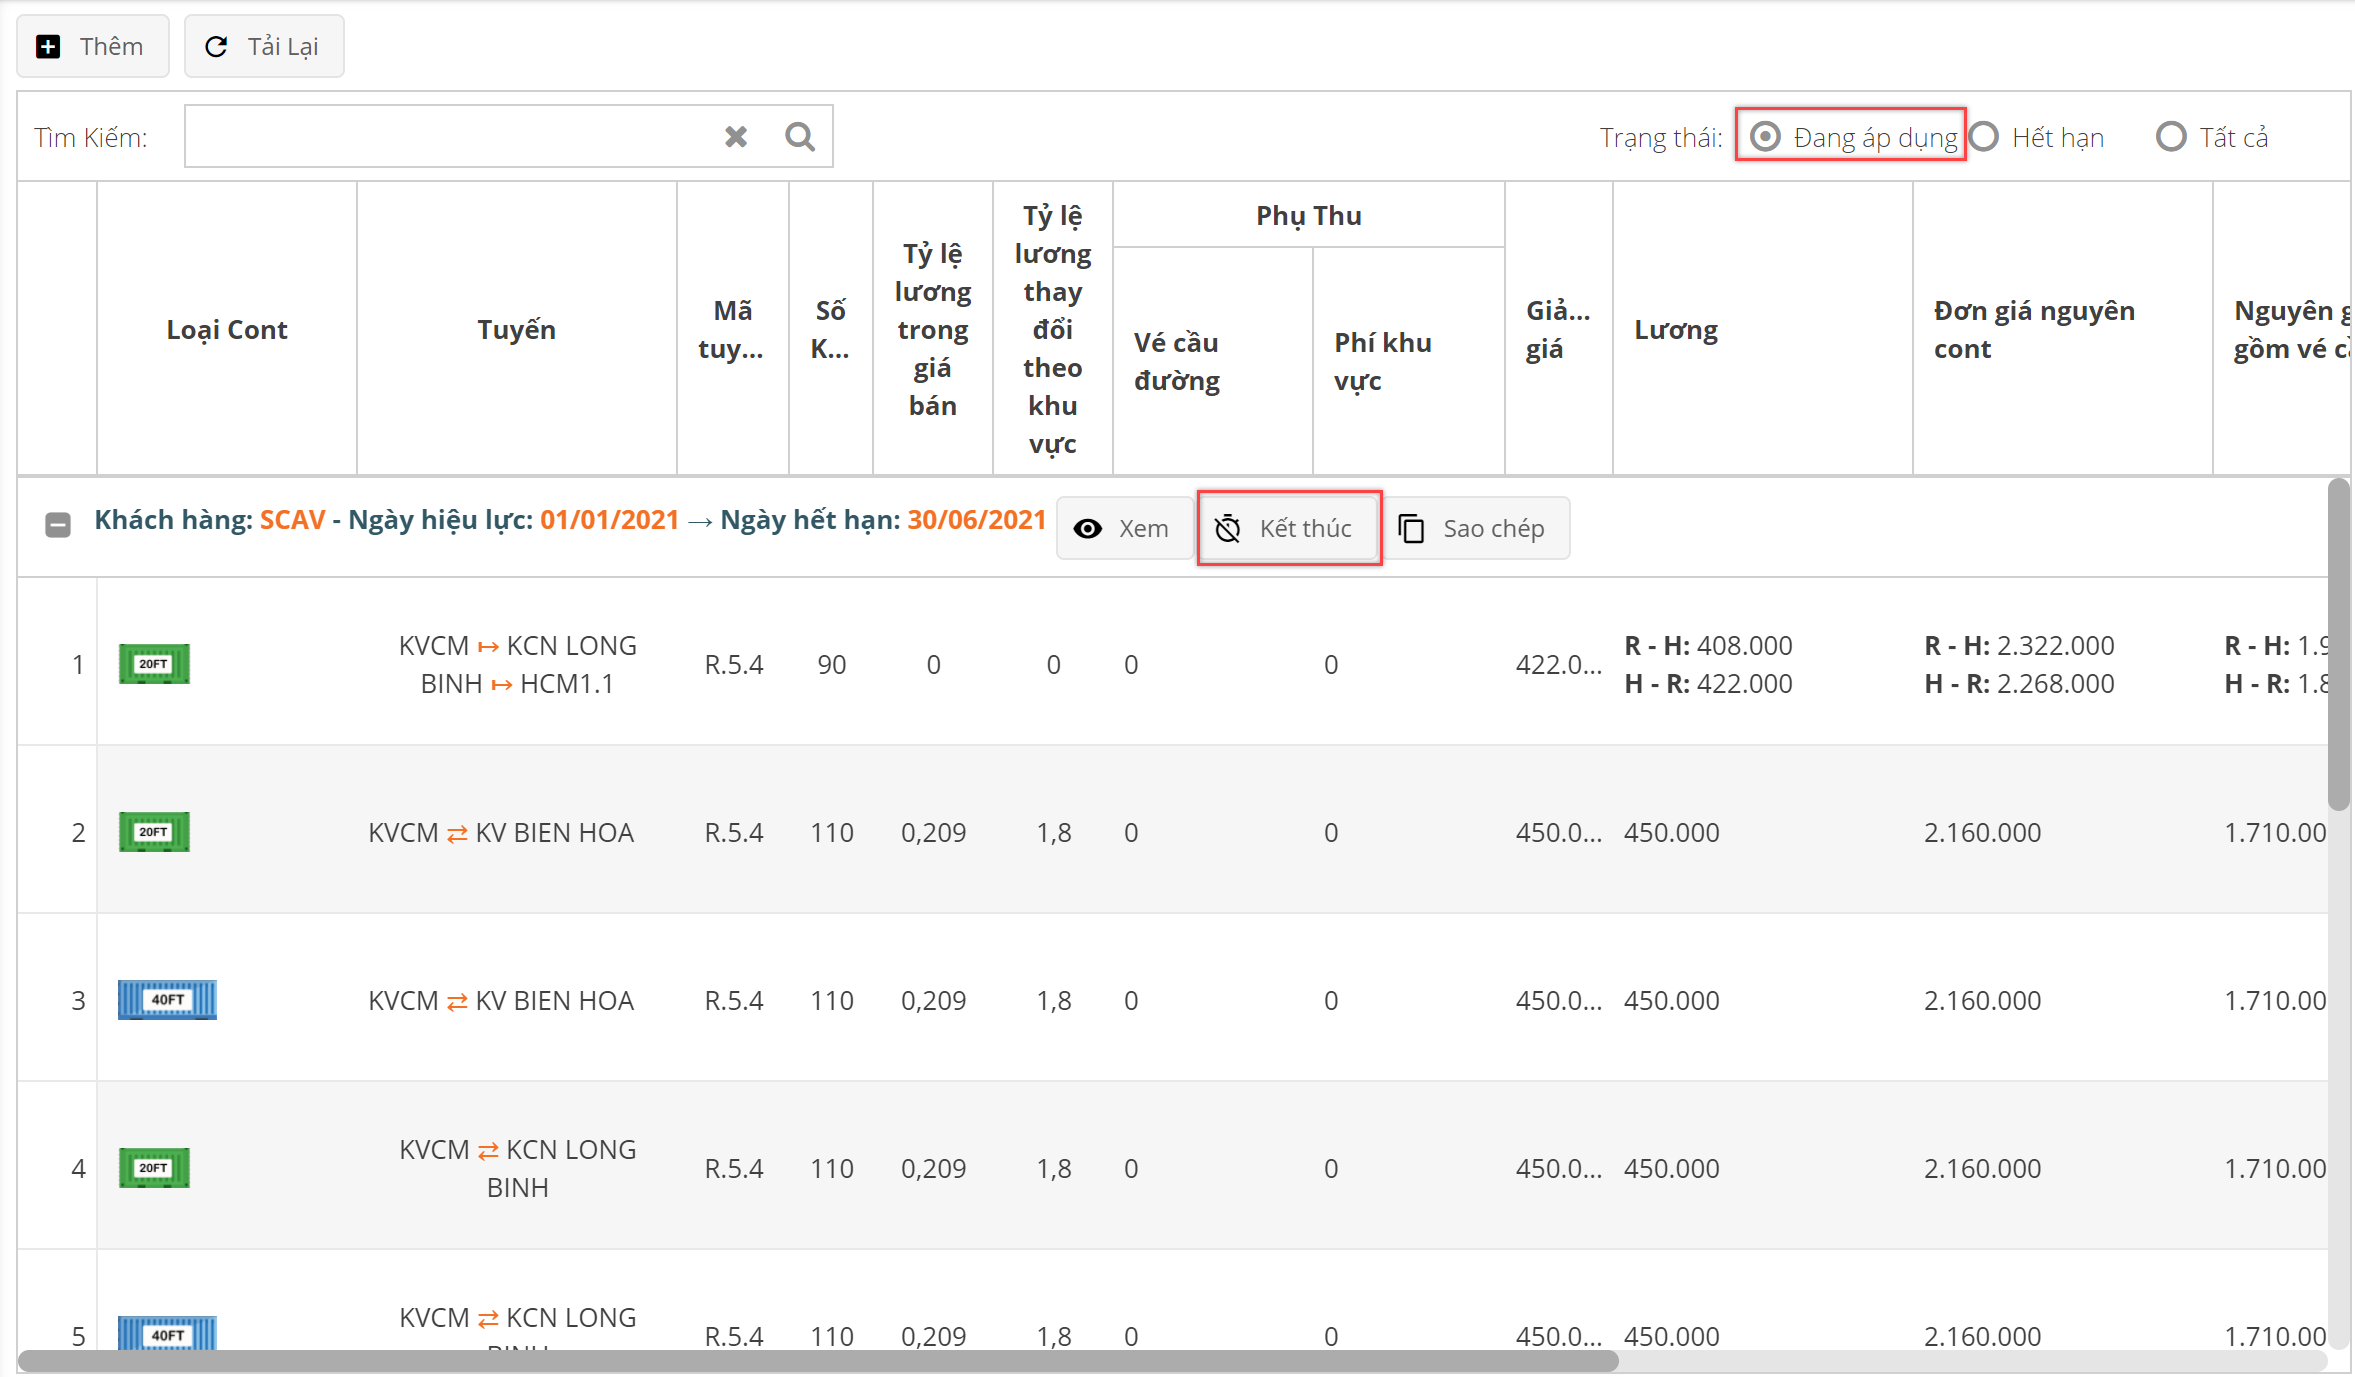 Thêm
Tải Lại
Tìm Kiếm:
Trạng thái:
Đang áp dụng
Hết hạn
Tất cả
Loại Cont
Tuyến
Mã
tuy...
Số
K...
Tỷ lệ
lương
trong
giá
bán
Tỷ lệ
lương
thay
đổi
theo
khu
vực
Phụ Thu
Vé cầu
đường
Phí khu
vực
Giả...
giá
Lương
Đơn giá nguyên
cont
Nguyên
gồm vé
Khách hàng: SCAV - Ngày hiệu lực: 01/01/2021 → Ngày hết hạn: 30/06/2021
Xem
Kết thúc
Sao chép
1
20FT
KVCM ↦ KCN LONG
BINH ↦ HCM1.1
R.5.4
90
0
0
0
0
422.0...
R - H: 408.000
H - R: 422.000
R - H: 2.322.000
H - R: 2.268.000
R - H: 1.9
H - R: 1.8
2
20FT
KVCM ⇄ KV BIEN HOA
R.5.4
110
0,209
1,8
0
0
450.0...
450.000
2.160.000
1.710.00
3
40FT
KVCM ⇄ KV BIEN HOA
R.5.4
110
0,209
1,8
0
0
450.0...
450.000
2.160.000
1.710.00
4
20FT
KVCM ⇄ KCN LONG
BINH
R.5.4
110
0,209
1,8
0
0
450.0...
450.000
2.160.000
1.710.00
5
40FT
KVCM ⇄ KCN LONG
BINH
R.5.4
110
0,209
1,8
0
0
450.0...
450.000
2.160.000
1.710.00